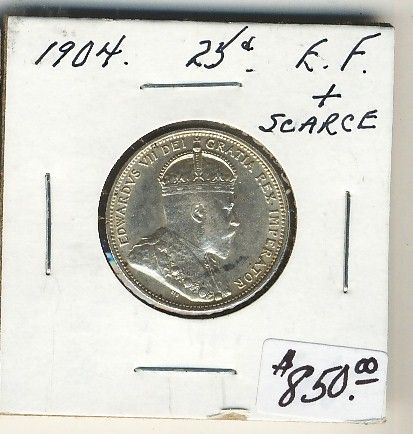 1904. 25¢. E.F.
+
SCARCE
EDWARDVS VII DEI GRATIA REX IMPERATOR
A
850.00